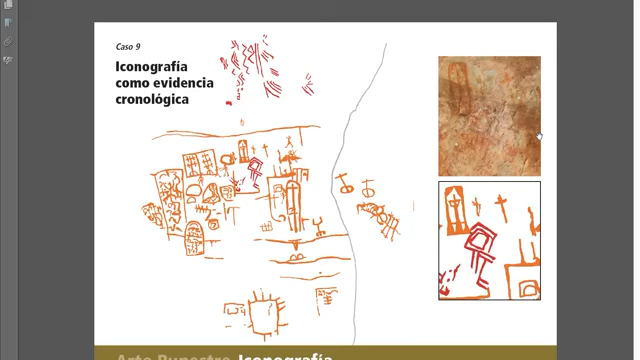 Caso 9
Iconografía
como evidencia
cronológica
Arte Rupestre Iconografía